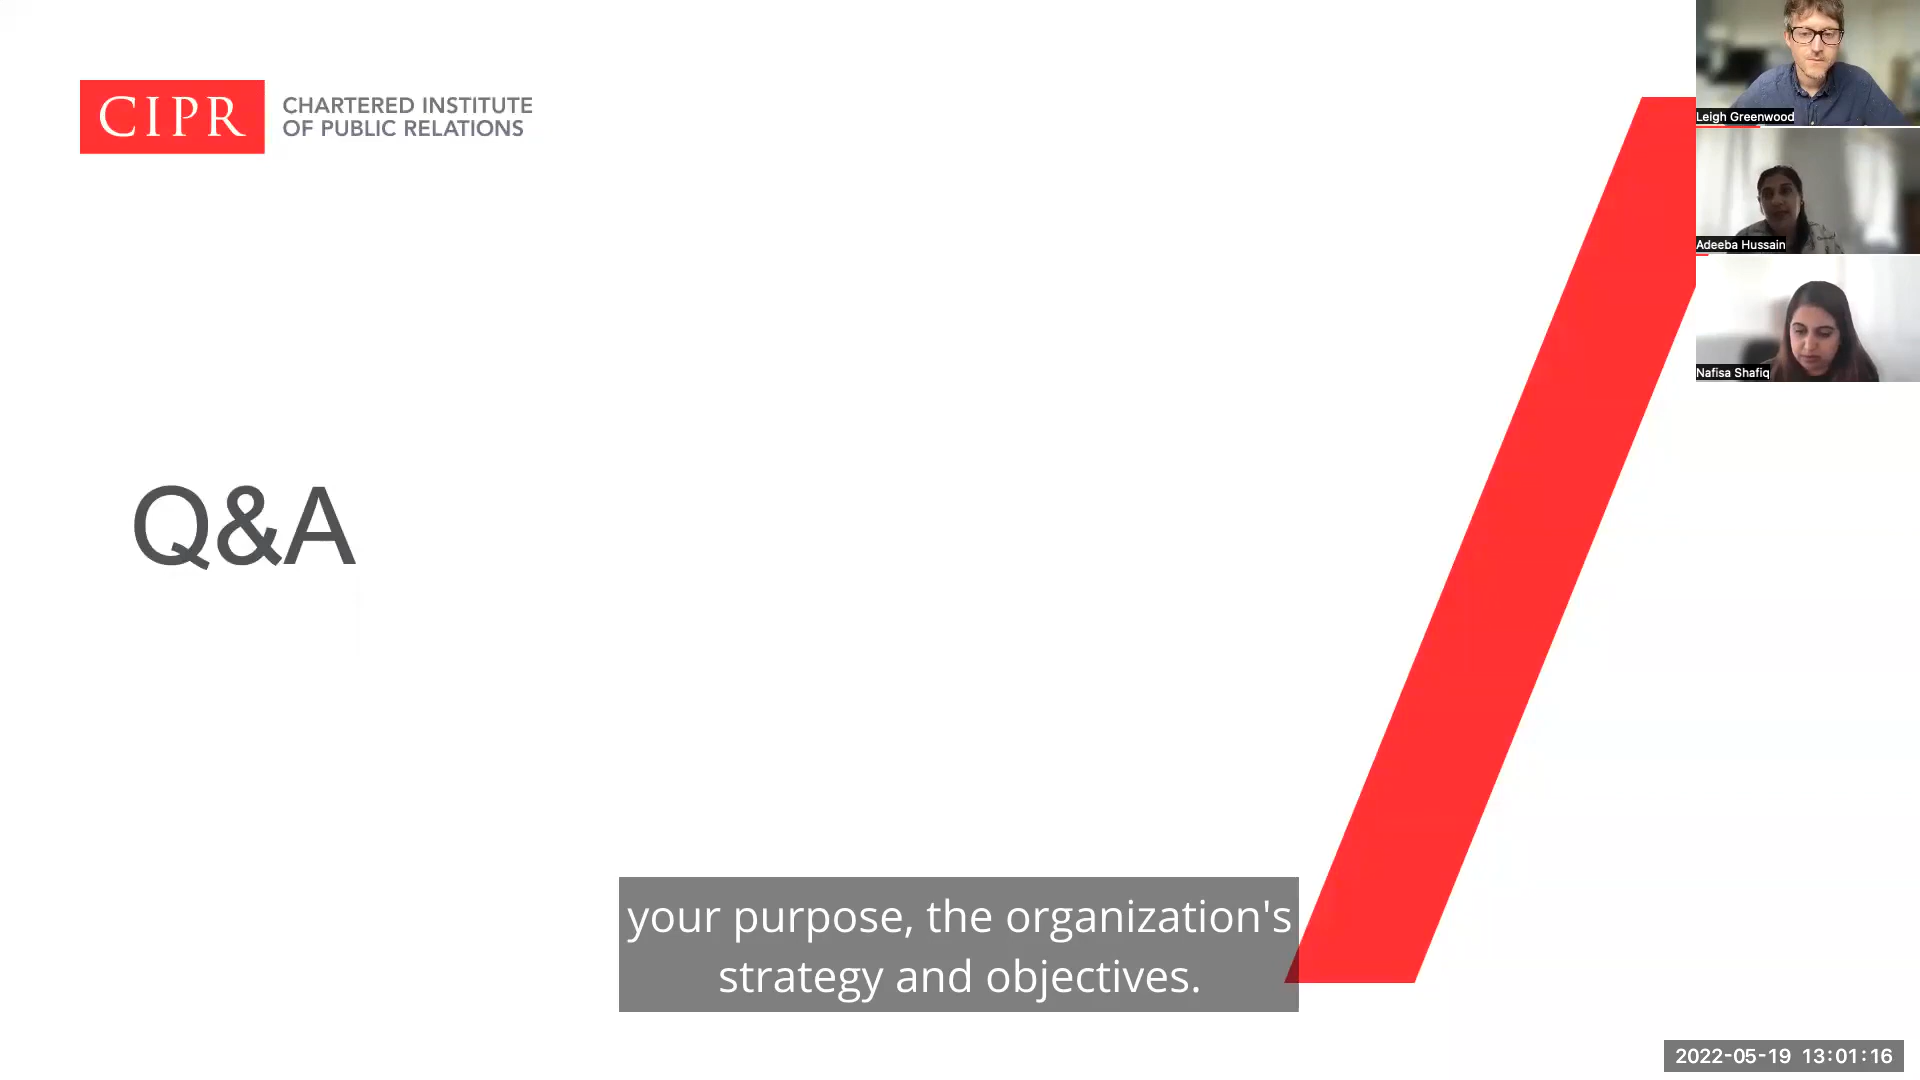 CIPR
CHARTERED INSTITUTE
OF PUBLIC RELATIONS
Leigh Greenwood
Adeeba Hussain
Nafisa Shafiq
Q&A
your purpose, the organization's
strategy and objectives.
2022-05-19 13:01:16